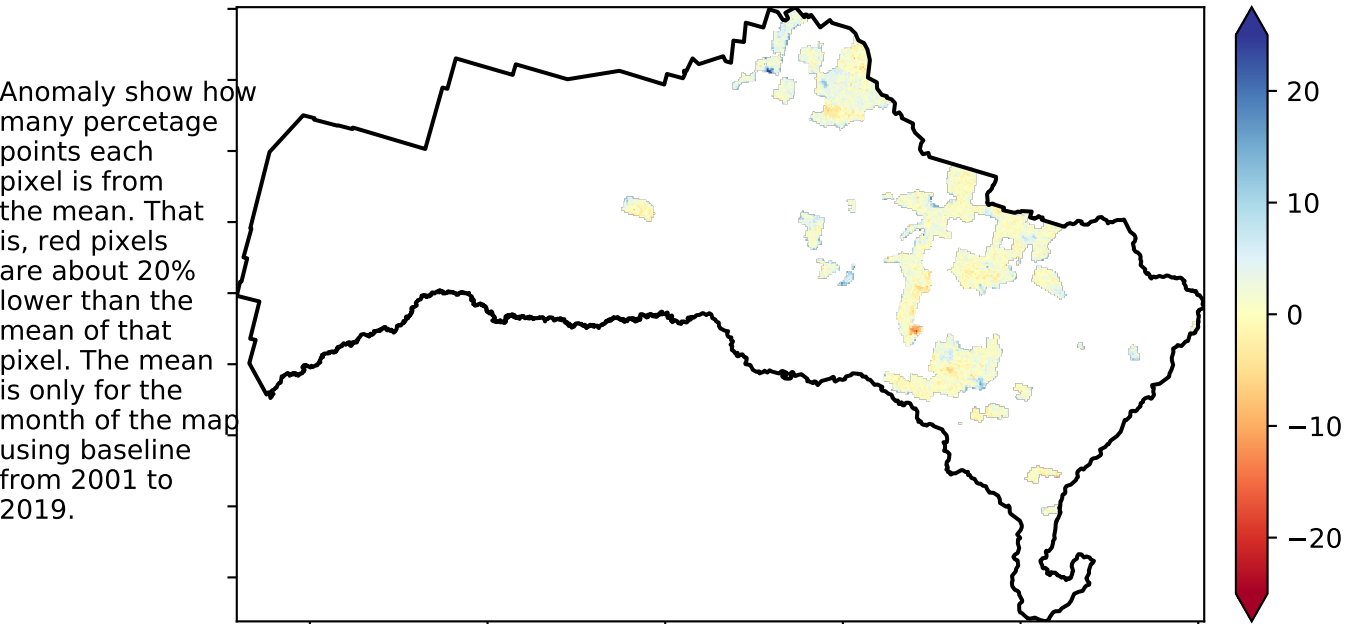 Anomaly show how
many percetage
points each
pixel is from
the mean. That
is, red pixels
are about 20%
lower than the
mean of that
pixel. The mean
is only for the
month of the map
using baseline
from 2001 to
2019.
20
10
0
−10
−20